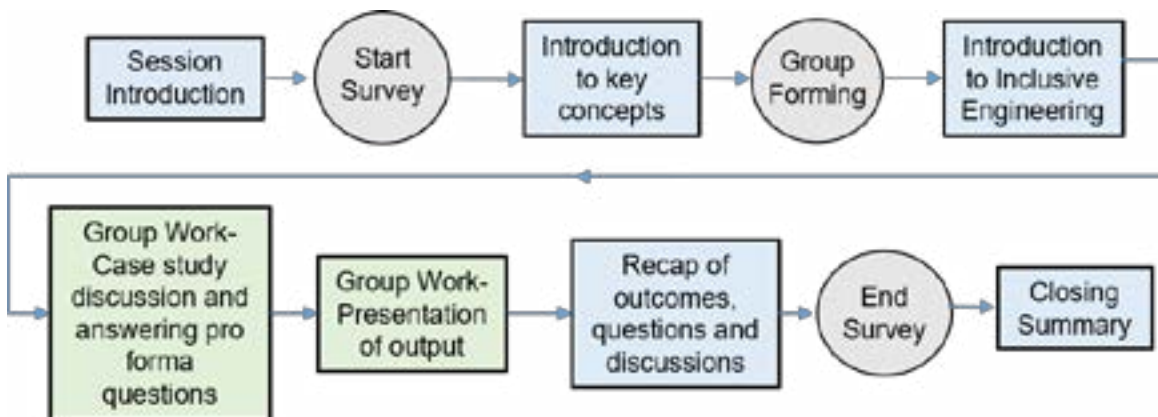 Session
Introduction
Start
Survey
Introduction
to key
concepts
Group
Forming
Introduction
to Inclusive
Engineering
Group Work-
Case study
discussion and
answering pro
forma
questions
Group Work-
Presentation
of output
Recap of
outcomes,
questions and
discussions
End
Survey
Closing
Summary